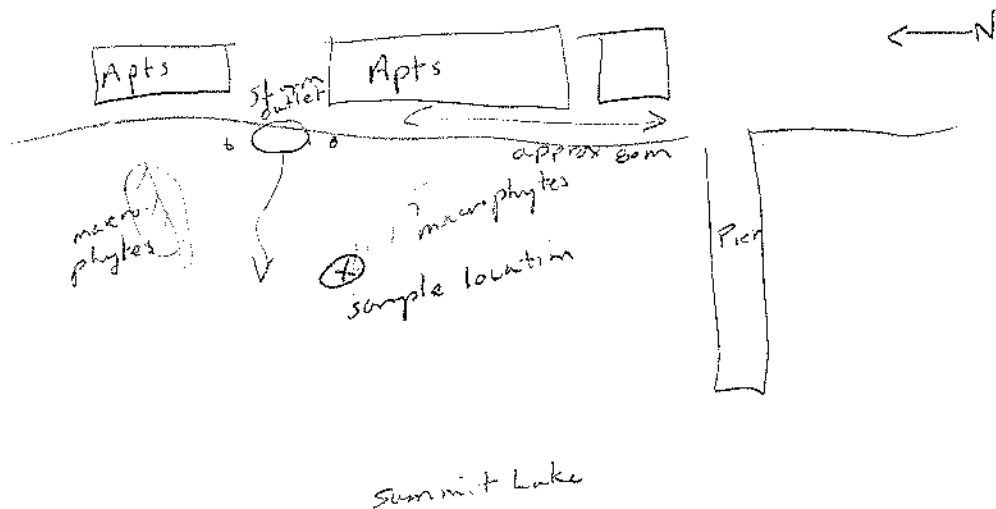 N
Apts
Apts
Storm
outlet
approx 80m
macro-
phytes
macrophytes
Pier
sample location
Summit Lake